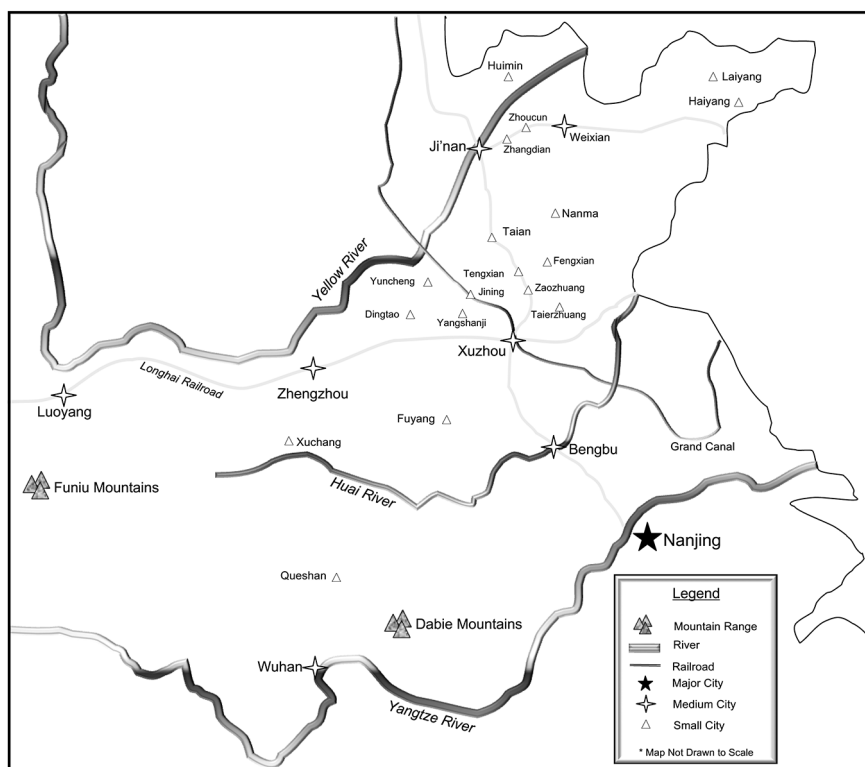 Huimin
Laiyang
Haiyang
Zhoucun
Weixian
Ji'nan
Zhangdian
Nanma
Taian
Yellow River
Fengxian
Tengxian
Yuncheng
Jining
Zaozhuang
Dingtao
Yangshanji
Taierzhuang
Xuzhou
Longhai Railroad
Zhengzhou
Luoyang
Fuyang
Xuchang
Bengbu
Grand Canal
Funiu Mountains
Huai River
Nanjing
Queshan
Dabie Mountains
Wuhan
Yangtze River
Legend
Mountain Range
River
Railroad
Major City
Medium City
Small City
* Map Not Drawn to Scale